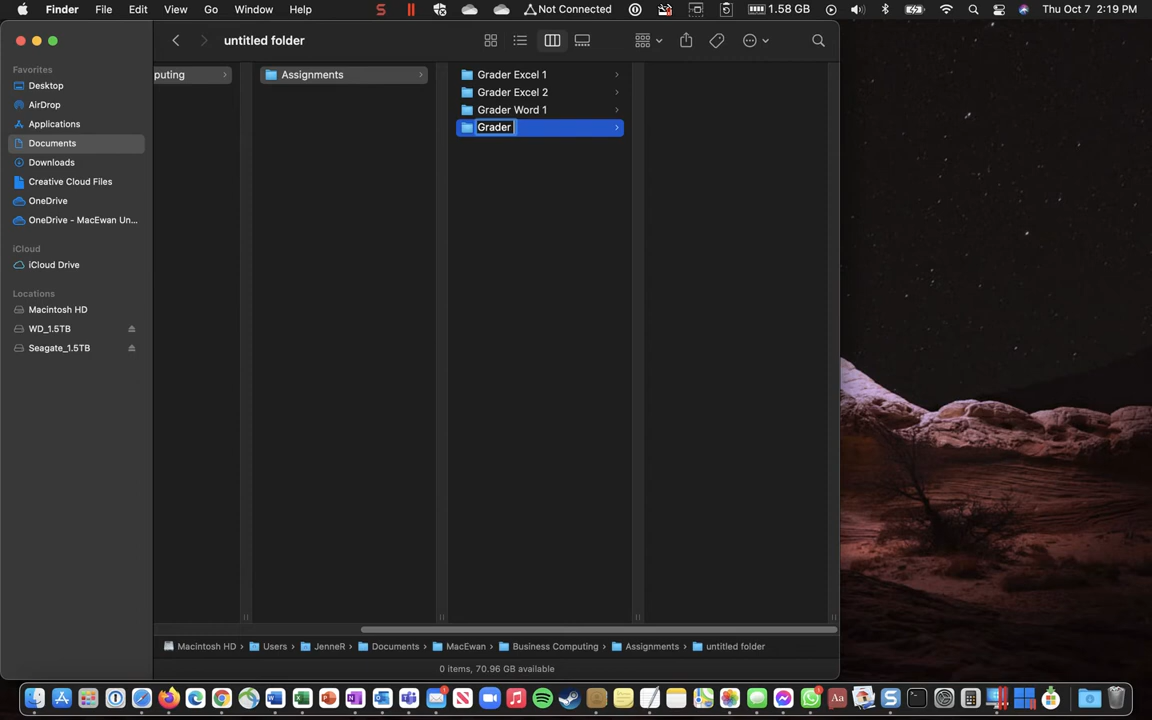 Finder File Edit View Go Window Help Not Connected 1.58 GB Thu Oct 7 2:19 PM
untitled folder
Favorites
Desktop
AirDrop
Applications
Documents
Downloads
Creative Cloud Files
OneDrive
OneDrive - MacEwan Un...
iCloud
iCloud Drive
Locations
Macintosh HD
WD_1.5TB
Seagate_1.5TB
puting
Assignments
Grader Excel 1
Grader Excel 2
Grader Word 1
Grader
Macintosh HD › Users › JenneR › Documents › MacEwan › Business Computing › Assignments › untitled folder
0 items, 70.96 GB available